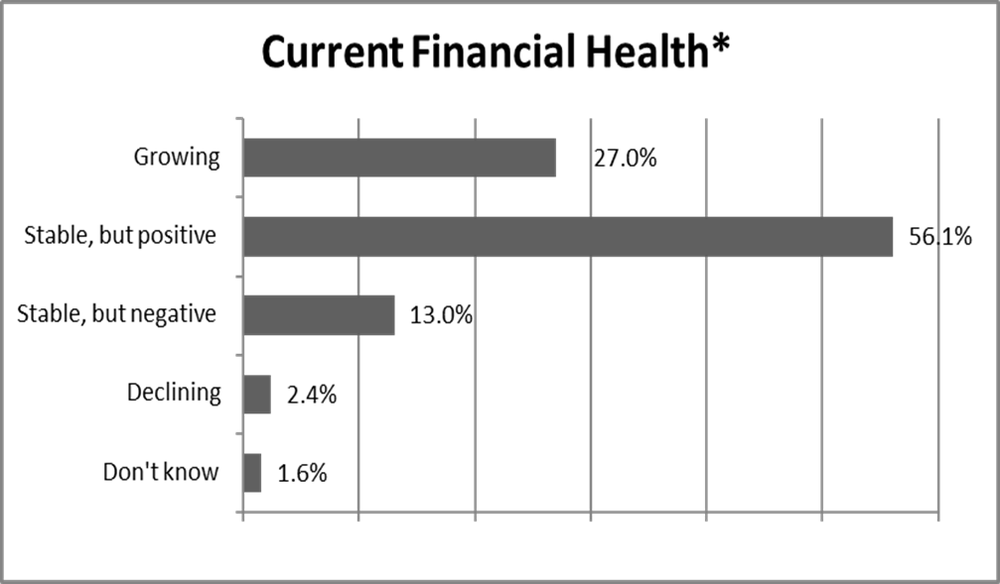 Current Financial Health*
Growing
27.0%
Stable, but positive
56.1%
Stable, but negative
13.0%
Declining
2.4%
Don't know
1.6%